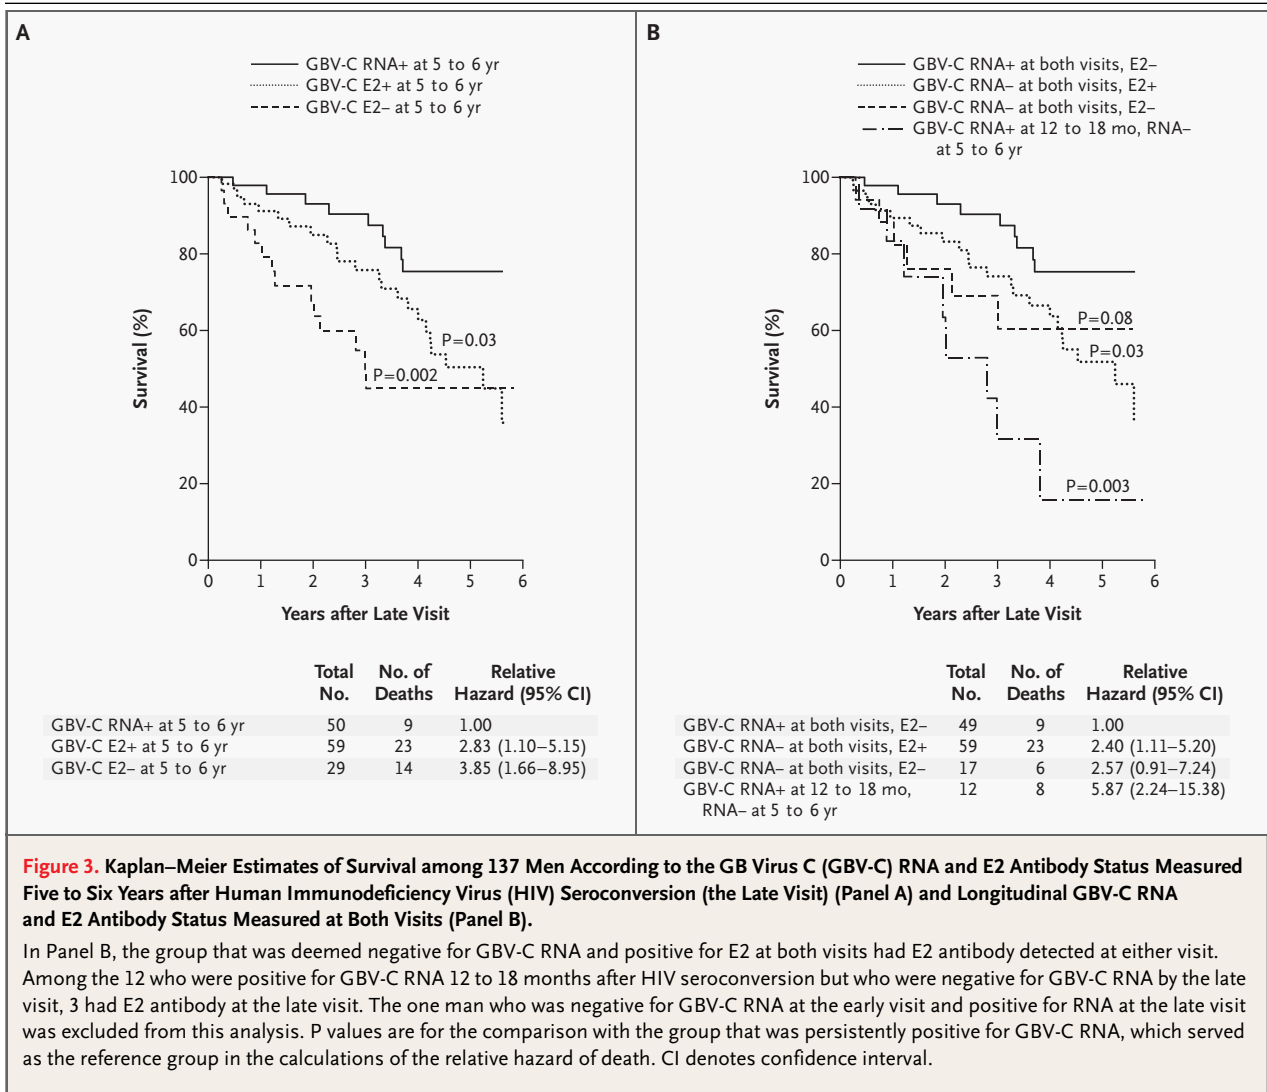 A
GBV-C RNA+ at 5 to 6 yr
GBV-C E2+ at 5 to 6 yr
GBV-C E2– at 5 to 6 yr
100
80
60
40
20
0
Survival (%)
P=0.03
P=0.002
0 1 2 3 4 5 6
Years after Late Visit
Total No. of Relative
No. Deaths Hazard (95% CI)
GBV-C RNA+ at 5 to 6 yr 50 9 1.00
GBV-C E2+ at 5 to 6 yr 59 23 2.83 (1.10–5.15)
GBV-C E2– at 5 to 6 yr 29 14 3.85 (1.66–8.95)
B
GBV-C RNA+ at both visits, E2–
GBV-C RNA– at both visits, E2+
GBV-C RNA– at both visits, E2–
GBV-C RNA+ at 12 to 18 mo, RNA–
at 5 to 6 yr
100
80
60
40
20
0
Survival (%)
P=0.08
P=0.03
P=0.003
0 1 2 3 4 5 6
Years after Late Visit
Total No. of Relative
No. Deaths Hazard (95% CI)
GBV-C RNA+ at both visits, E2– 49 9 1.00
GBV-C RNA– at both visits, E2+ 59 23 2.40 (1.11–5.20)
GBV-C RNA– at both visits, E2– 17 6 2.57 (0.91–7.24)
GBV-C RNA+ at 12 to 18 mo, 12 8 5.87 (2.24–15.38)
RNA– at 5 to 6 yr
Figure 3. Kaplan–Meier Estimates of Survival among 137 Men According to the GB Virus C (GBV-C) RNA and E2 Antibody Status Measured
Five to Six Years after Human Immunodeficiency Virus (HIV) Seroconversion (the Late Visit) (Panel A) and Longitudinal GBV-C RNA
and E2 Antibody Status Measured at Both Visits (Panel B).
In Panel B, the group that was deemed negative for GBV-C RNA and positive for E2 at both visits had E2 antibody detected at either visit.
Among the 12 who were positive for GBV-C RNA 12 to 18 months after HIV seroconversion but who were negative for GBV-C RNA by the late
visit, 3 had E2 antibody at the late visit. The one man who was negative for GBV-C RNA at the early visit and positive for RNA at the late visit
was excluded from this analysis. P values are for the comparison with the group that was persistently positive for GBV-C RNA, which served
as the reference group in the calculations of the relative hazard of death. CI denotes confidence interval.